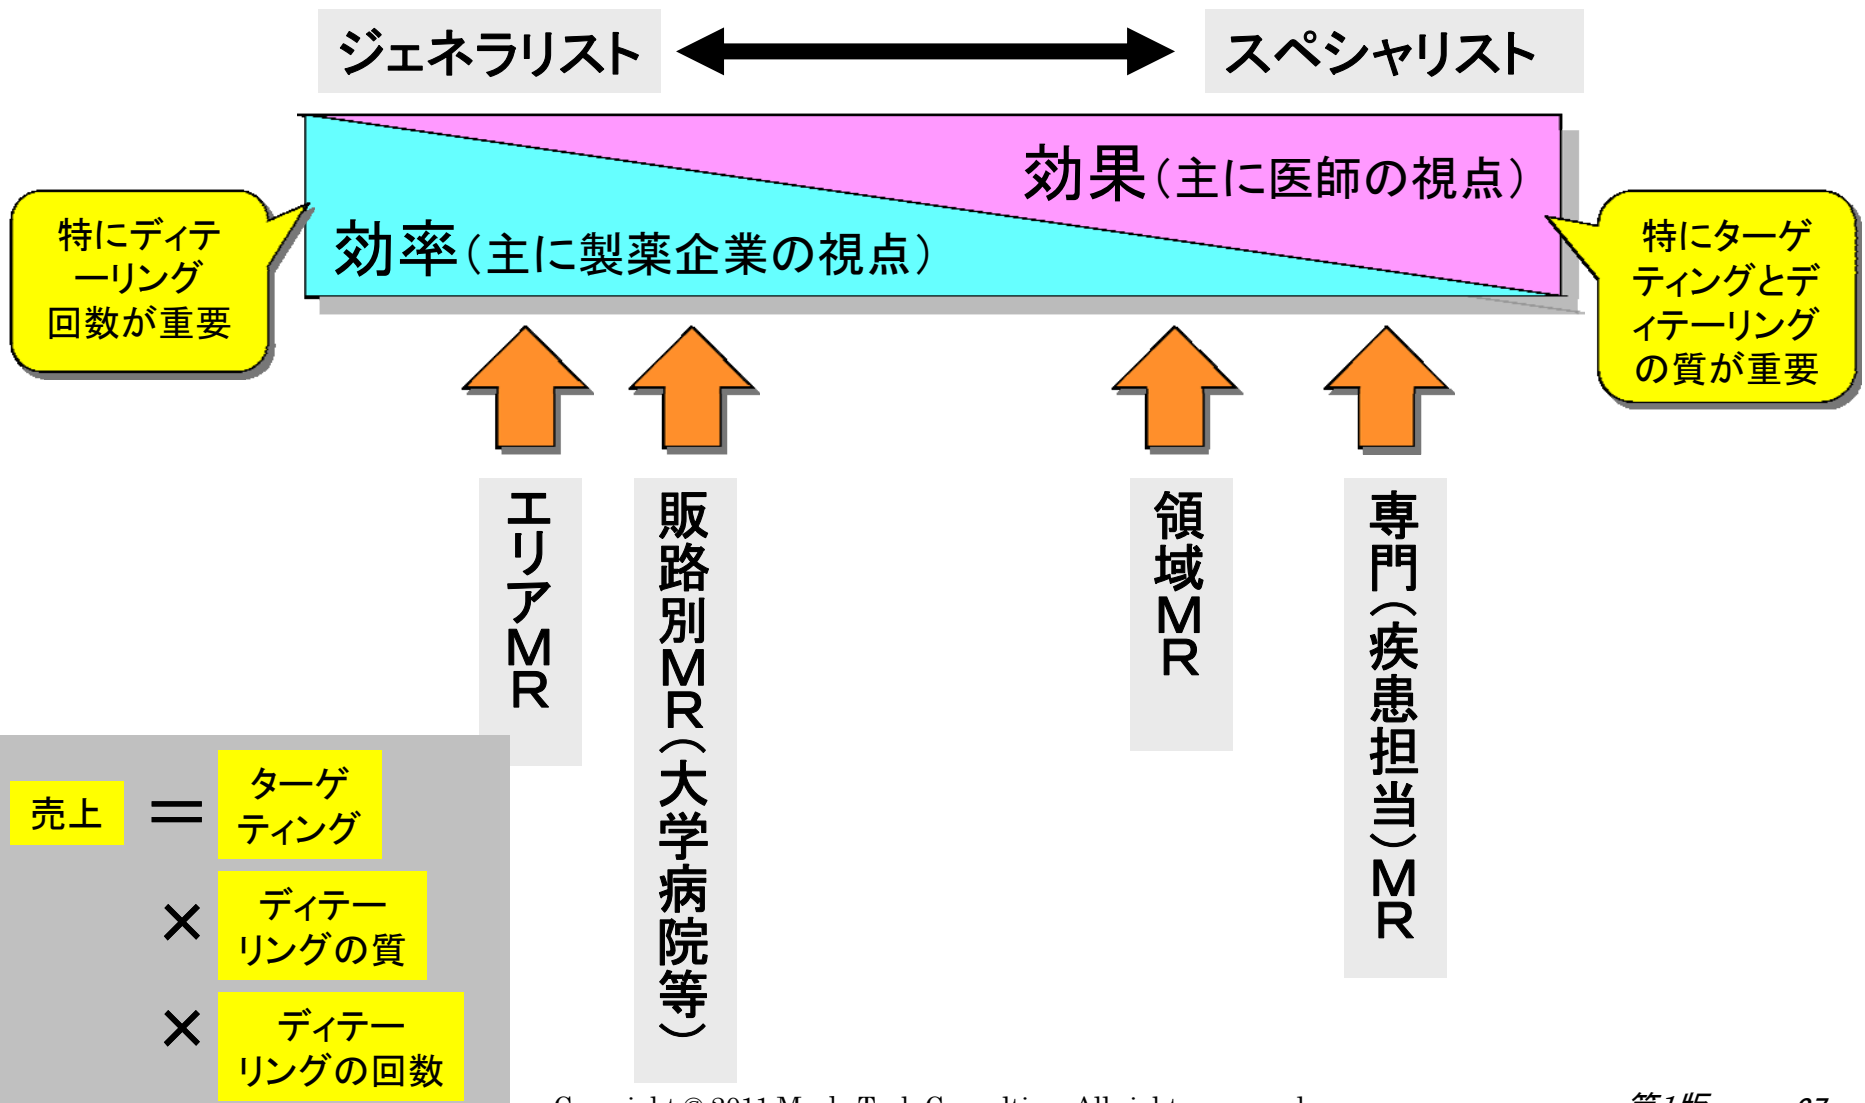 ジェネラリスト
スペシャリスト
効果（主に医師の視点）
効率（主に製薬企業の視点）
特にディテ
ーリング
回数が重要
特にターゲ
ティングとデ
ィテーリング
の質が重要
エリアＭＲ
販路別ＭＲ（大学病院等）
領域ＭＲ
専門（疾患担当）ＭＲ
売上
＝
ターゲ
ティング
×
ディテー
リングの質
×
ディテー
リングの回数